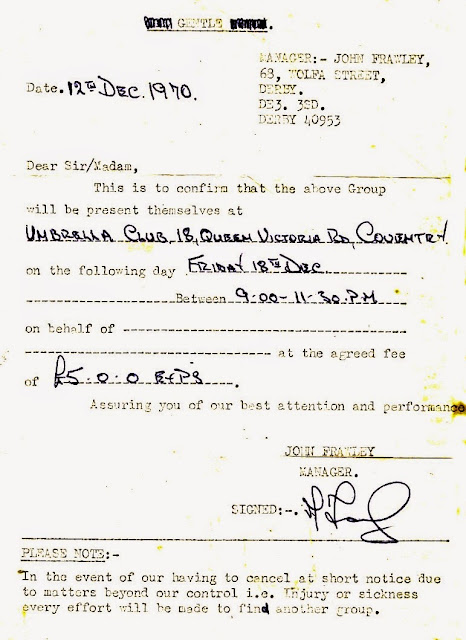 GENTLE
MANAGER:- JOHN FRAWLEY,
68, WOLFA STREET,
DERBY.
DE3. 3SD.
DERBY 40953
Date. 12TH DEC. 1970.
Dear Sir/Madam,
This is to confirm that the above Group
will be present themselves at
UMBRELLA CLUB, 18, QUEEN VICTORIA RD, COVENTRY
on the following day FRIDAY 18TH DEC
Between 9.00-11-30.P.M
on behalf of
at the agreed fee
of £5-0-0 EXPS.
Assuring you of our best attention and performance
JOHN FRAWLEY
MANAGER.
SIGNED:-.
PLEASE NOTE:-
In the event of our having to cancel at short notice due
to matters beyond our control i.e. Injury or sickness
every effort will be made to find another group.